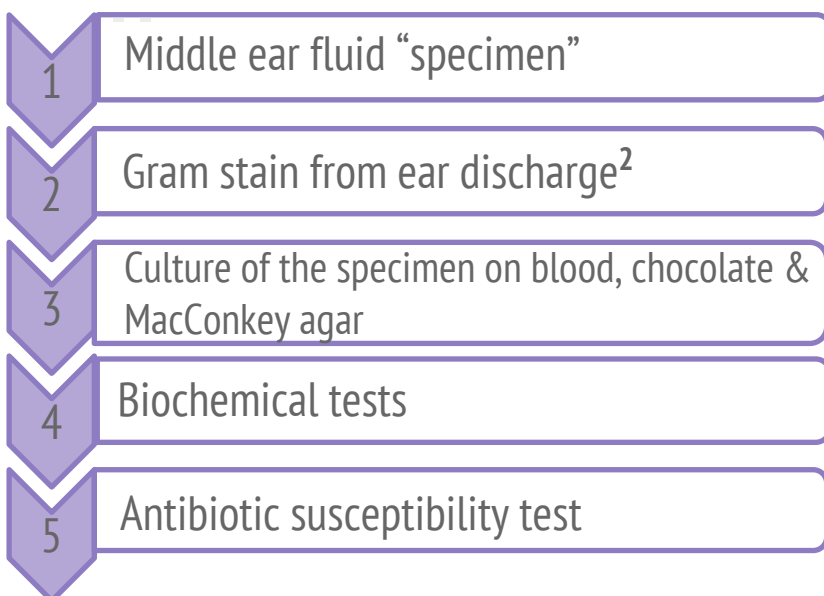 1 Middle ear fluid “specimen”
2 Gram stain from ear discharge²
3 Culture of the specimen on blood, chocolate &
MacConkey agar
4 Biochemical tests
5 Antibiotic susceptibility test